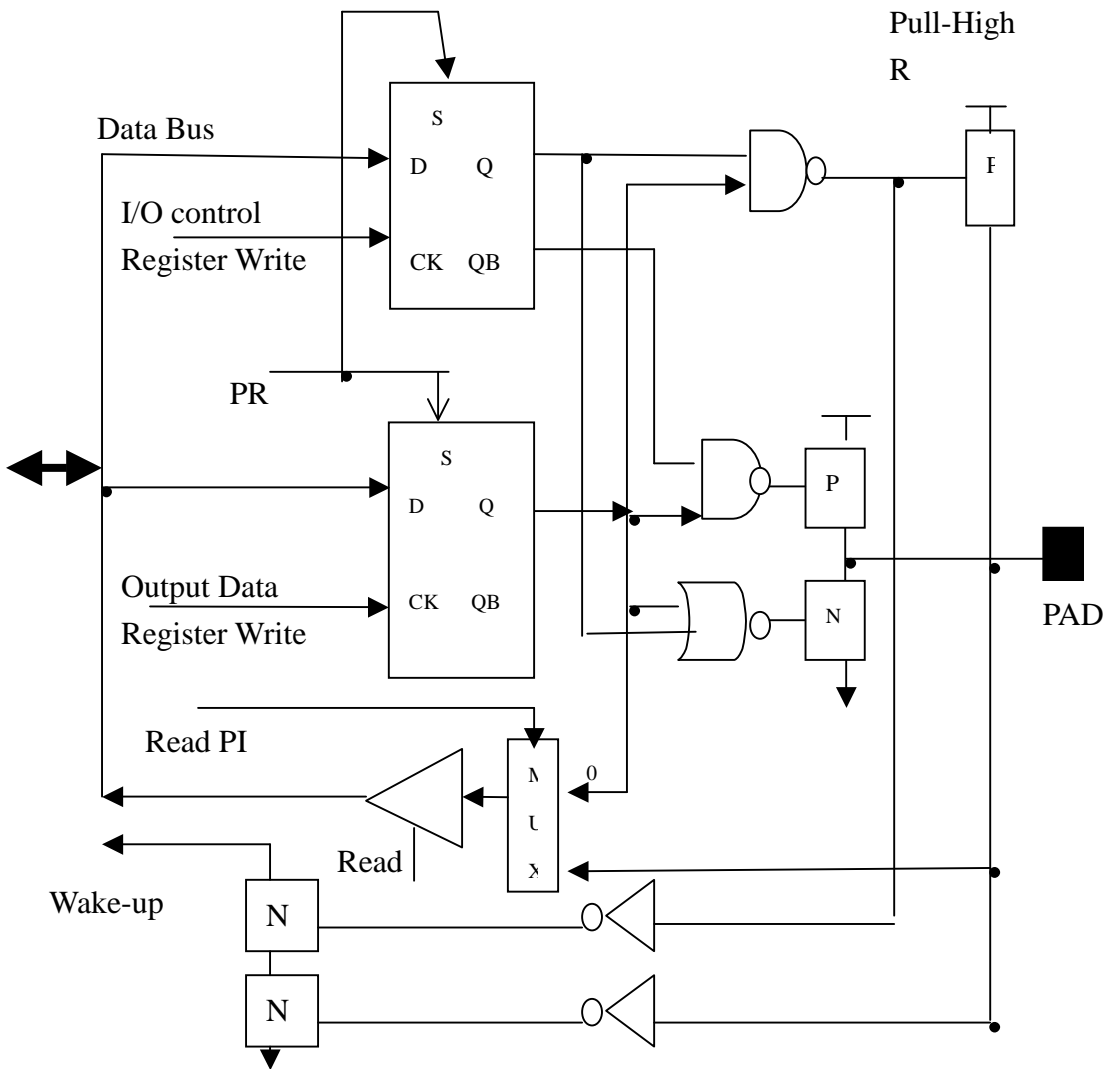 Pull-High
R
S
Data Bus
D Q
I/O control
Register Write
CK QB
PR
S
D Q
P
Output Data
Register Write
CK QB
N
PAD
Read PI
0
U
Read
Wake-up
N
N